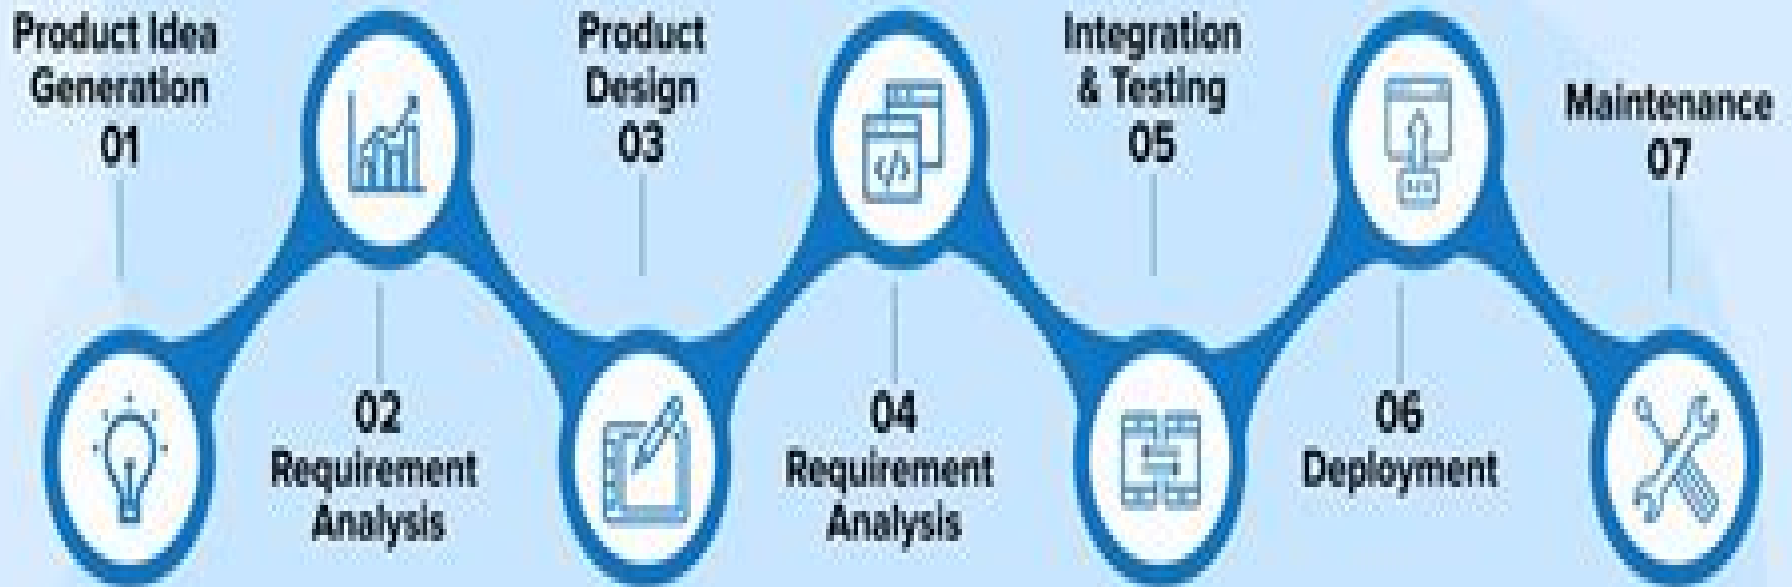 Product Idea
Generation
01
02
Requirement
Analysis
Product
Design
03
04
Requirement
Analysis
Integration
& Testing
05
06
Deployment
Maintenance
07